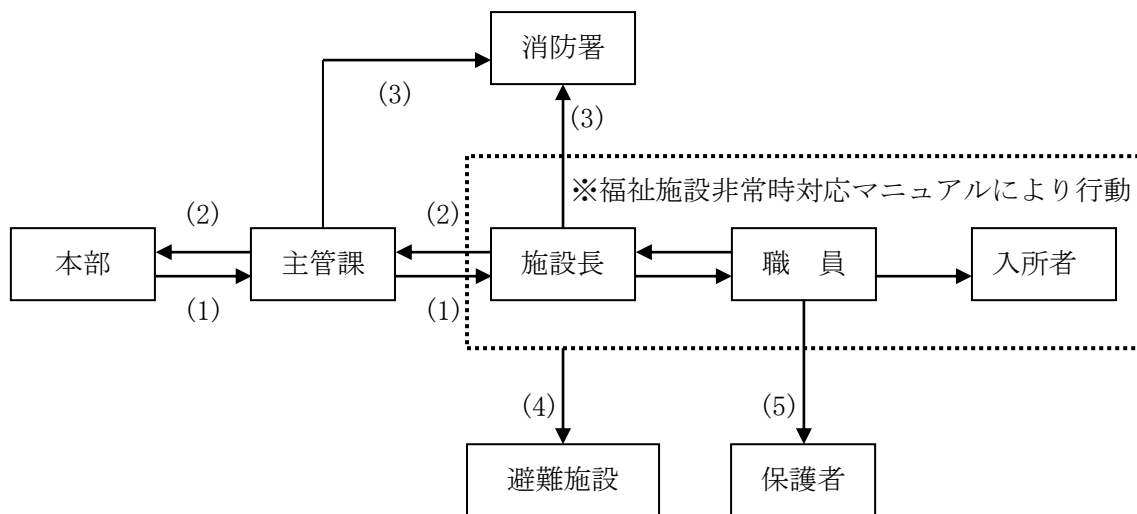 消防署
(3)
(3)
※福祉施設非常時対応マニュアルにより行動
(2)
(2)
本部
主管課
施設長
職　員
入所者
(1)
(1)
(4)
(5)
避難施設
保護者